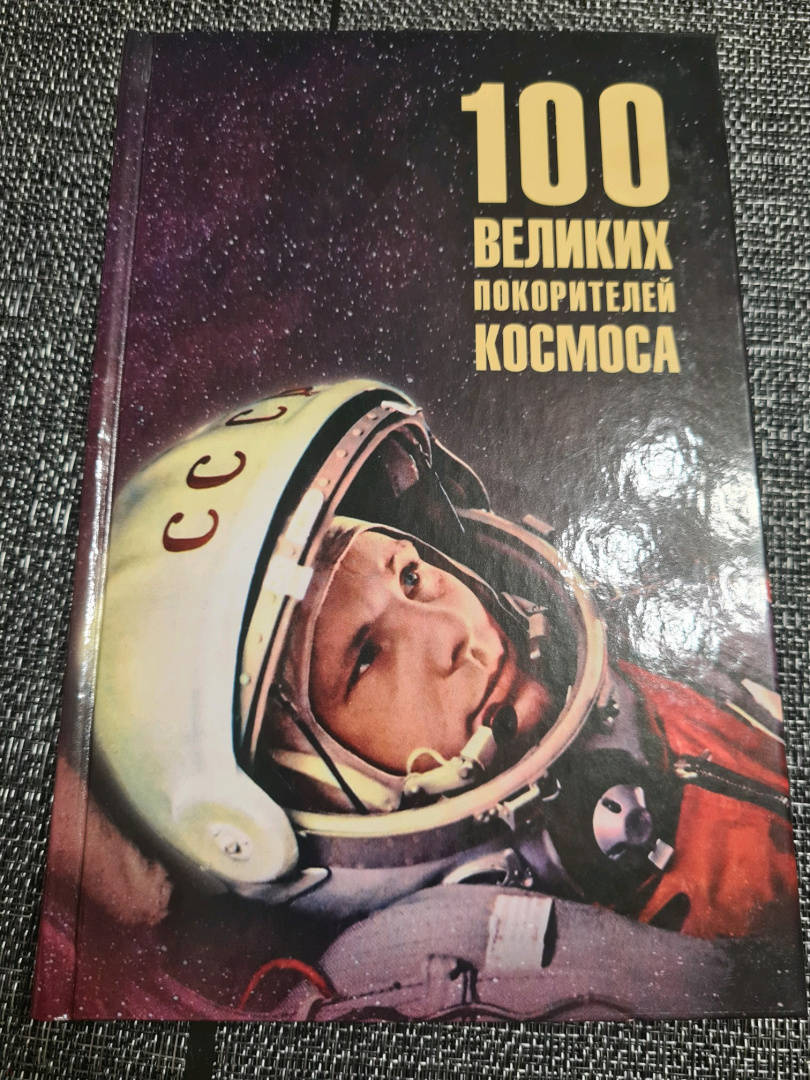 100
ВЕЛИКИХ
ПОКОРИТЕЛЕЙ
КОСМОСА
СССР